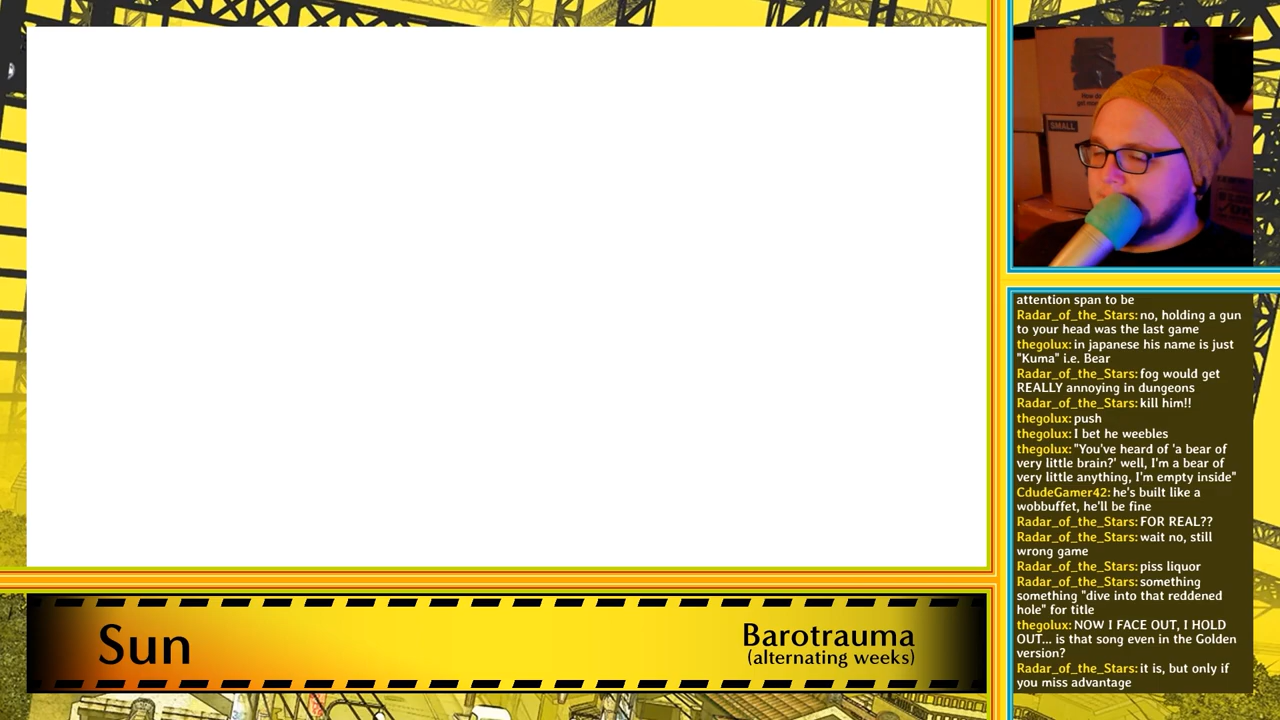 How do
SMALL
attention span to be
Radar_of_the_Stars: no, holding a gun
to your head was the last game
thegolux: in japanese his name is just
"Kuma" i.e. Bear
Radar_of_the_Stars: fog would get
REALLY annoying in dungeons
Radar_of_the_Stars: kill him!!
thegolux: push
thegolux: I bet he weebles
thegolux: "You've heard of 'a bear of
very little brain?' well, I'm a bear of
very little anything, I'm empty inside"
CdudeGamer42: he's built like a
wobbuffet, he'll be fine
Radar_of_the_Stars: FOR REAL??
Radar_of_the_Stars: wait no, still
wrong game
Radar_of_the_Stars: piss liquor
Radar_of_the_Stars: something
something "dive into that reddened
hole" for title
thegolux: NOW I FACE OUT, I HOLD
OUT... is that song even in the Golden
version?
Radar_of_the_Stars: it is, but only if
you miss advantage
Sun
Barotrauma
(alternating weeks)